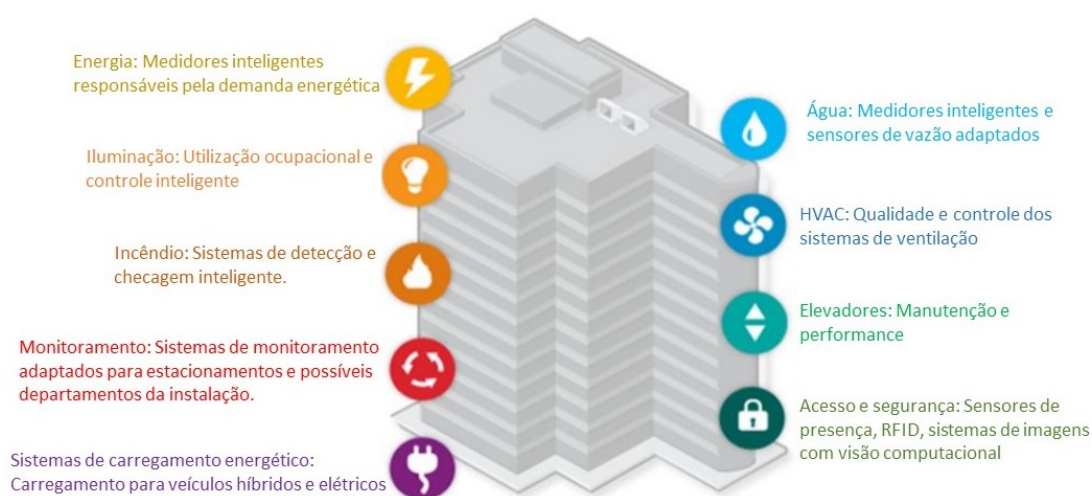 Energia: Medidores inteligentes
responsáveis pela demanda energética
Iluminação: Utilização ocupacional e
controle inteligente
Incêndio: Sistemas de detecção e
checagem inteligente.
Monitoramento: Sistemas de monitoramento
adaptados para estacionamentos e possíveis
departamentos da instalação.
Sistemas de carregamento energético:
Carregamento para veículos híbridos e elétricos
Água: Medidores inteligentes e
sensores de vazão adaptados
HVAC: Qualidade e controle dos
sistemas de ventilação
Elevadores: Manutenção e
performance
Acesso e segurança: Sensores de
presença, RFID, sistemas de imagens
com visão computacional